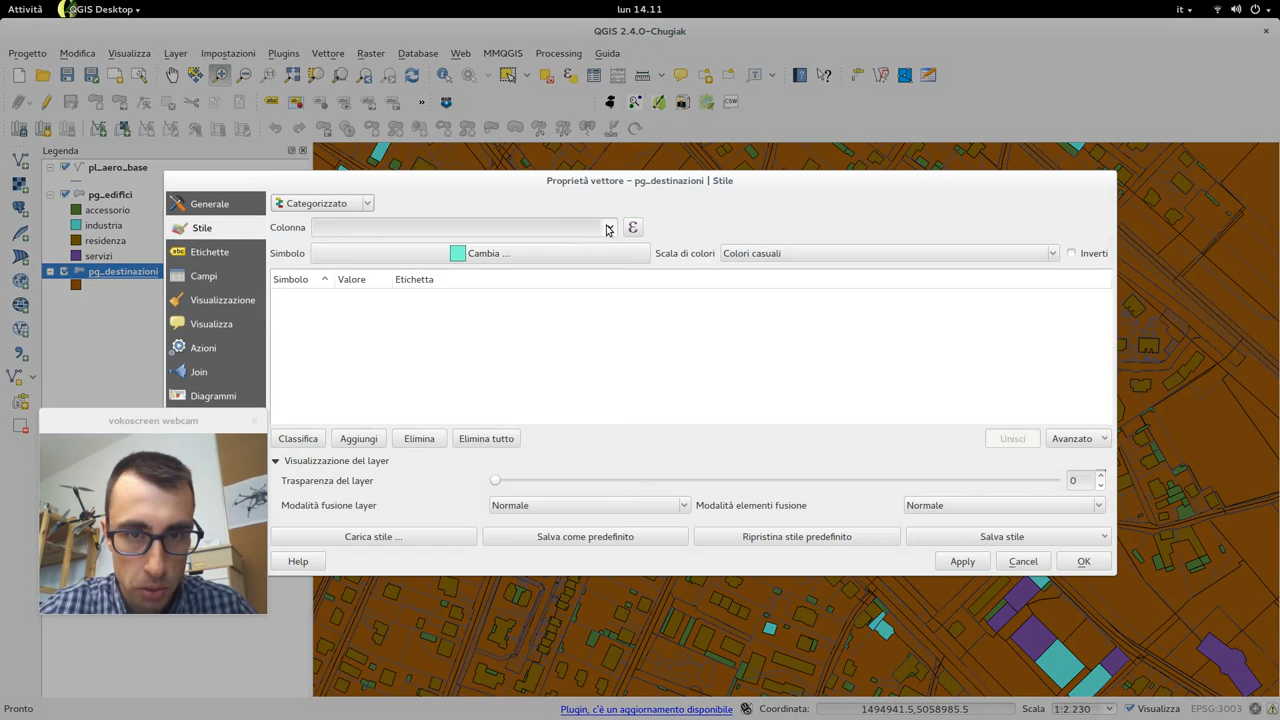 Attività QGIS Desktop lun 14.11 it
QGIS 2.4.0-Chugiak
Progetto Modifica Visualizza Layer Impostazioni Plugins Vettore Raster Database Web MMQGIS Processing Guida
Legenda
pl_aero_base
pg_edifici
accessorio
industria
residenza
servizi
pg_destinazioni
Proprietà vettore - pg_destinazioni | Stile
Generale
Stile
Etichette
Campi
Visualizzazione
Visualizza
Azioni
Join
Diagrammi
Categorizzato
Colonna ε
Simbolo Cambia ... Scala di colori Colori casuali Inverti
Simbolo Valore Etichetta
Classifica Aggiungi Elimina Elimina tutto Unisci Avanzato
Visualizzazione del layer
Trasparenza del layer 0
Modalità fusione layer Normale Modalità elementi fusione Normale
Carica stile ... Salva come predefinito Ripristina stile predefinito Salva stile
Help Apply Cancel OK
vokoscreen webcam
Pronto Plugin, c'è un aggiornamento disponibile Coordinata: 1494941.5,5058985.5 Scala 1:2.230 Visualizza EPSG:3003